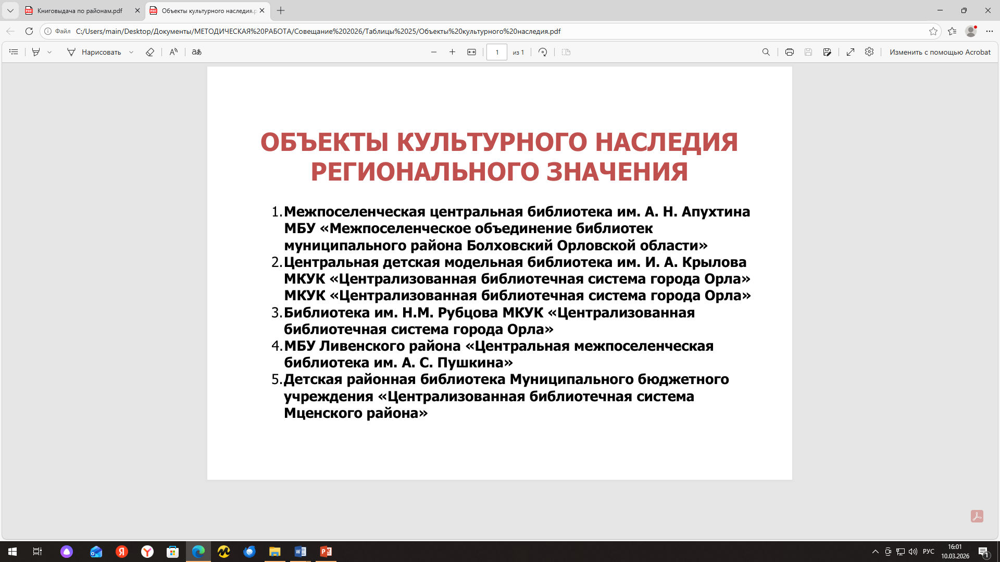 Книговыдача по районам.pdf
Объекты культурного наследия.p
Файл
C:/Users/main/Desktop/Документы/МЕТОДИЧЕСКАЯ%20РАБОТА/Совещание%202026/Таблицы%2025/Объекты%20культурного%20наследия.pdf
Нарисовать
аあ
1
из 1
Изменить с помощью Acrobat
ОБЪЕКТЫ КУЛЬТУРНОГО НАСЛЕДИЯ
РЕГИОНАЛЬНОГО ЗНАЧЕНИЯ
1. Межпоселенческая центральная библиотека им. А. Н. Апухтина
МБУ «Межпоселенческое объединение библиотек
муниципального района Болховский Орловской области»
2. Центральная детская модельная библиотека им. И. А. Крылова
МКУК «Централизованная библиотечная система города Орла»
МКУК «Централизованная библиотечная система города Орла»
3. Библиотека им. Н.М. Рубцова МКУК «Централизованная
библиотечная система города Орла»
4. МБУ Ливенского района «Центральная межпоселенческая
библиотека им. А. С. Пушкина»
5. Детская районная библиотека Муниципального бюджетного
учреждения «Централизованная библиотечная система
Мценского района»
РУС
16:01
10.03.2026
1